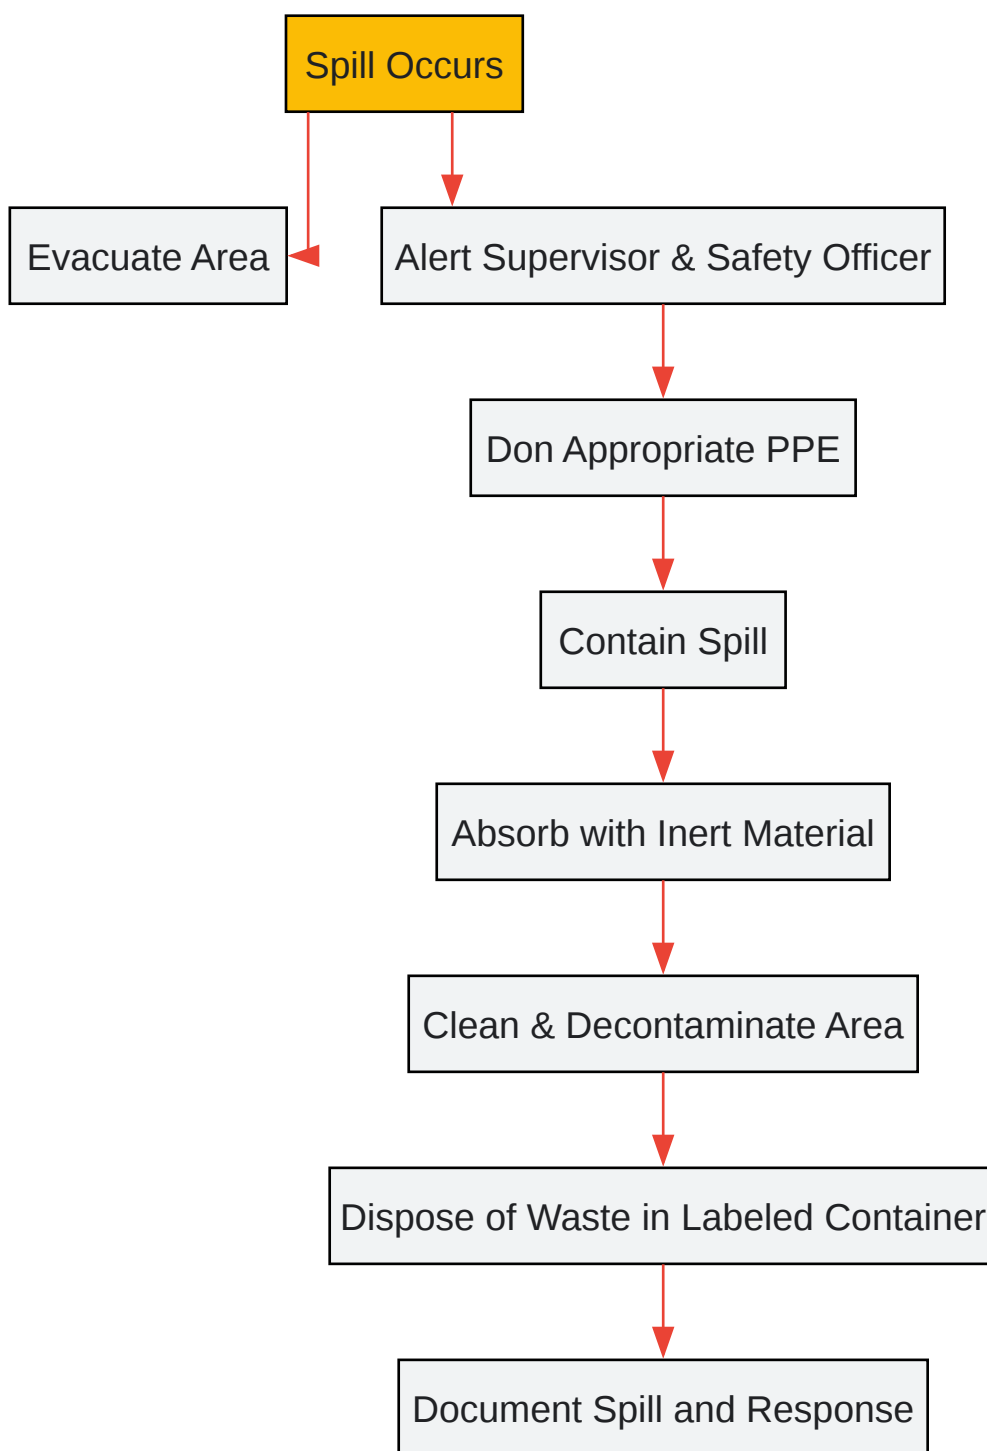 Spill Occurs
Evacuate Area
Alert Supervisor & Safety Officer
Don Appropriate PPE
Contain Spill
Absorb with Inert Material
Clean & Decontaminate Area
Dispose of Waste in Labeled Container
Document Spill and Response